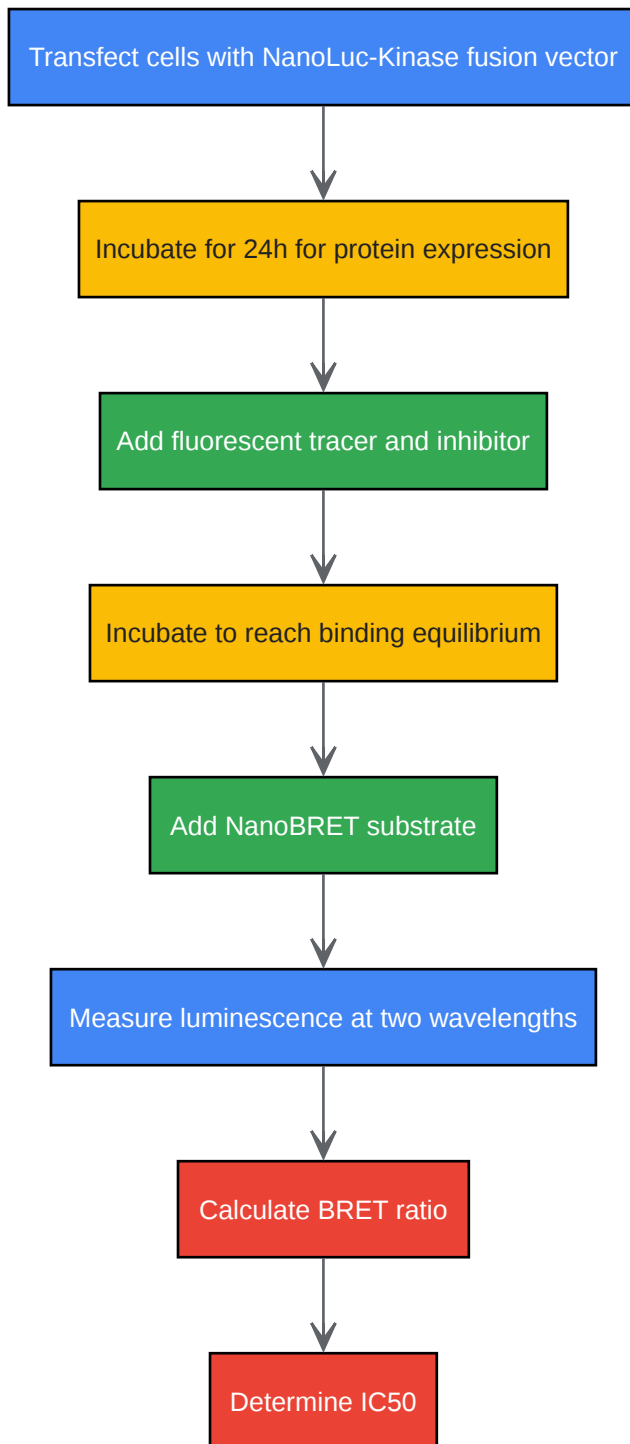 Transfect cells with NanoLuc-Kinase fusion vector
Incubate for 24h for protein expression
Add fluorescent tracer and inhibitor
Incubate to reach binding equilibrium
Add NanoBRET substrate
Measure luminescence at two wavelengths
Calculate BRET ratio
Determine IC50